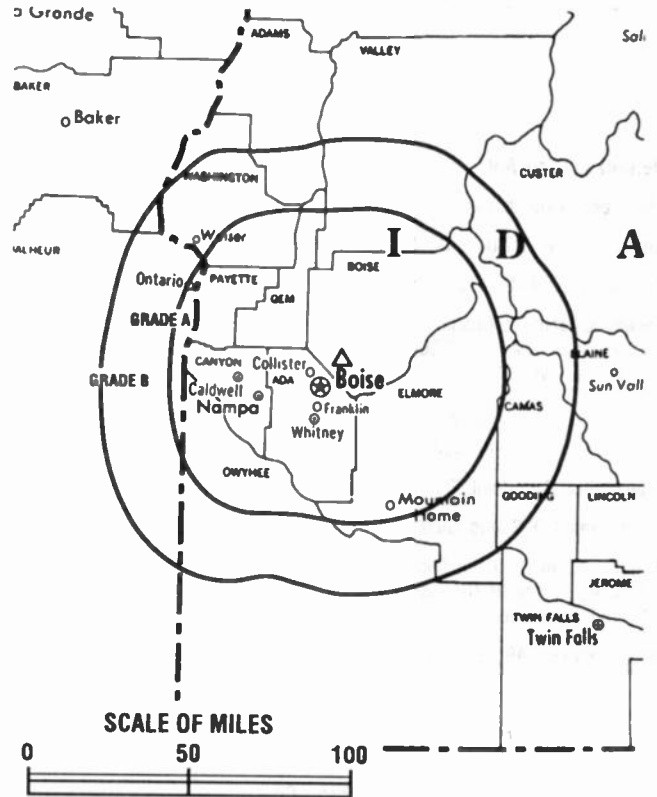 a Grande
ADAMS
VALLEY
Sal
BAKER
Baker
CUSTER
WASHINGTON
ALHEUR
Weiser
I D A
BOISE
PAYETTE
Ontario
GEM
GRADE A
BLAINE
CANYON
Collister
ADA
Boise
Sun Vall
GRADE B
Caldwell
ELMORE
Nampa
Franklin
CAMAS
Whitney
OWYHEE
Mountain
Home
GOODING
LINCOLN
JEROME
TWIN FALLS
Twin Falls
SCALE OF MILES
0 50 100